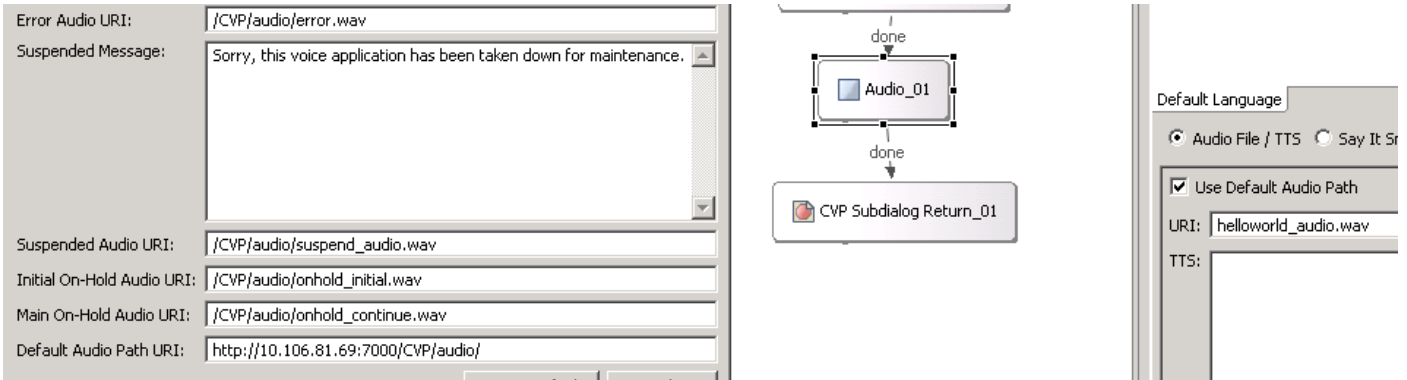 Error Audio URI: /CVP/audio/error.wav
Suspended Message: Sorry, this voice application has been taken down for maintenance.
Suspended Audio URI: /CVP/audio/suspend_audio.wav
Initial On-Hold Audio URI: /CVP/audio/onhold_initial.wav
Main On-Hold Audio URI: /CVP/audio/onhold_continue.wav
Default Audio Path URI: http://10.106.81.69:7000/CVP/audio/
done
Audio_01
done
CVP Subdialog Return_01
Default Language
Audio File / TTS Say It
Use Default Audio Path
URI: helloworld_audio.wav
TTS: